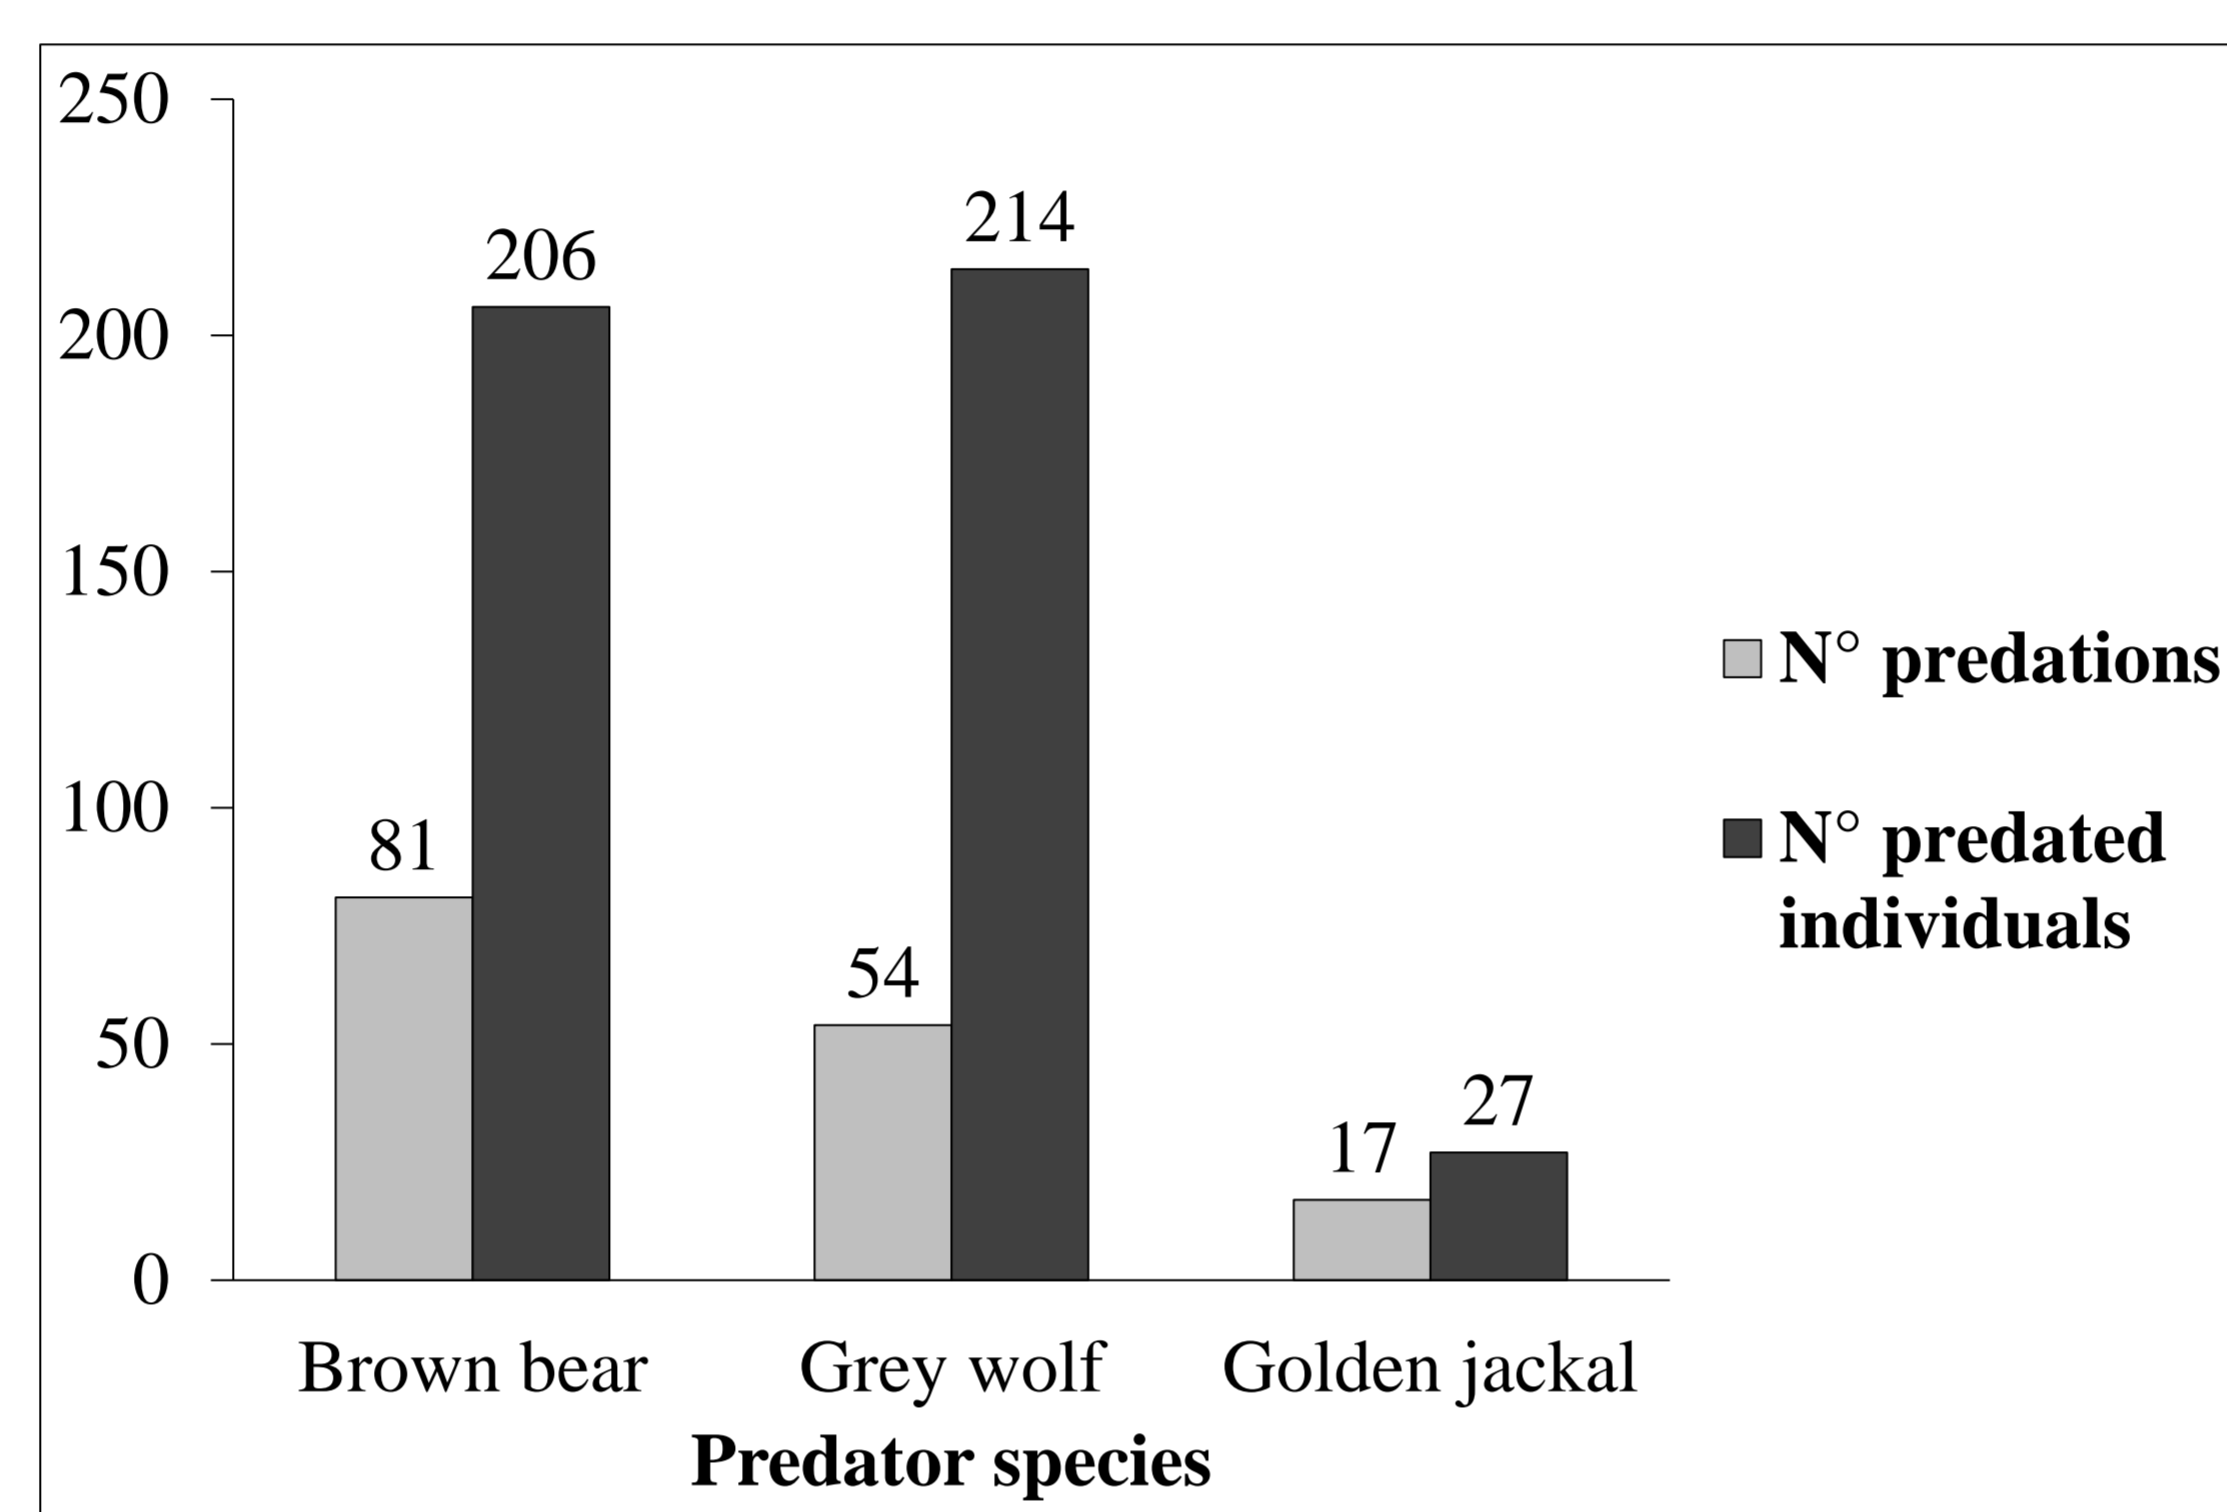 250
214
206
200
150
N° predations
100
N° predated
81
individuals
54
50
27
17
0
Brown bear Grey wolf Golden jackal
Predator species